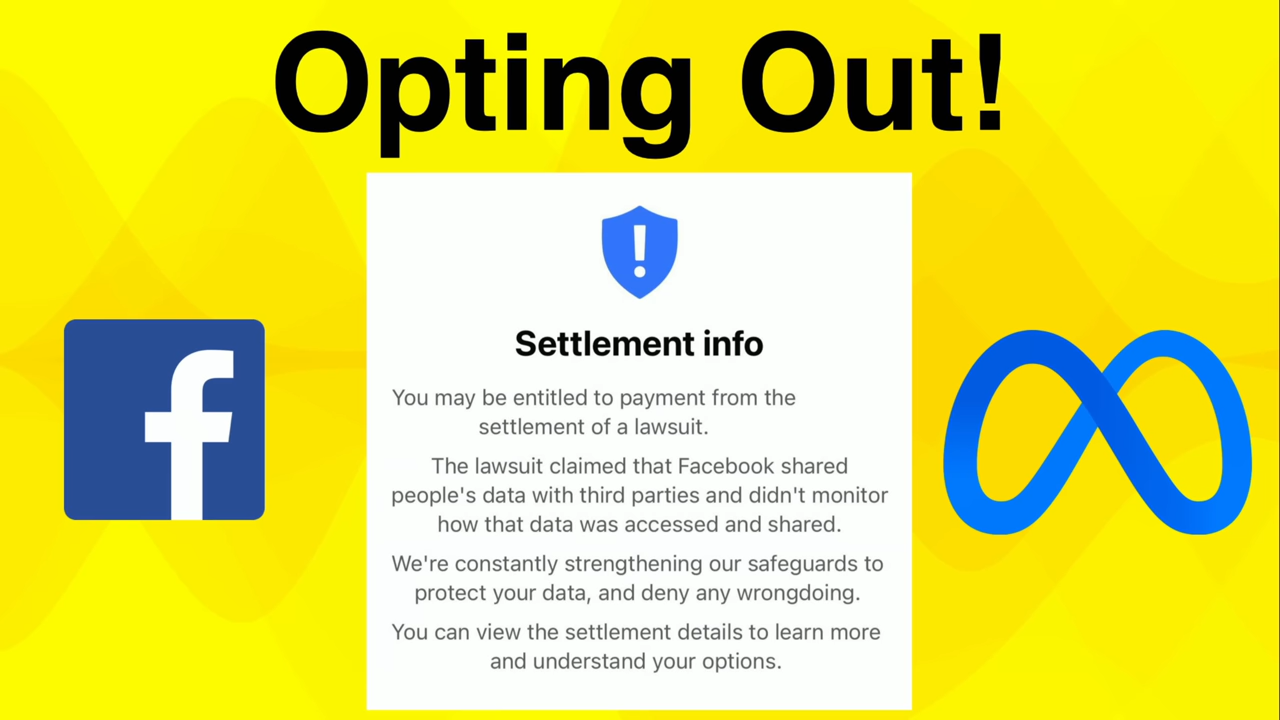 Opting Out!
Settlement info
You may be entitled to payment from the
settlement of a lawsuit.
The lawsuit claimed that Facebook shared
people's data with third parties and didn't monitor
how that data was accessed and shared.
We're constantly strengthening our safeguards to
protect your data, and deny any wrongdoing.
You can view the settlement details to learn more
and understand your options.